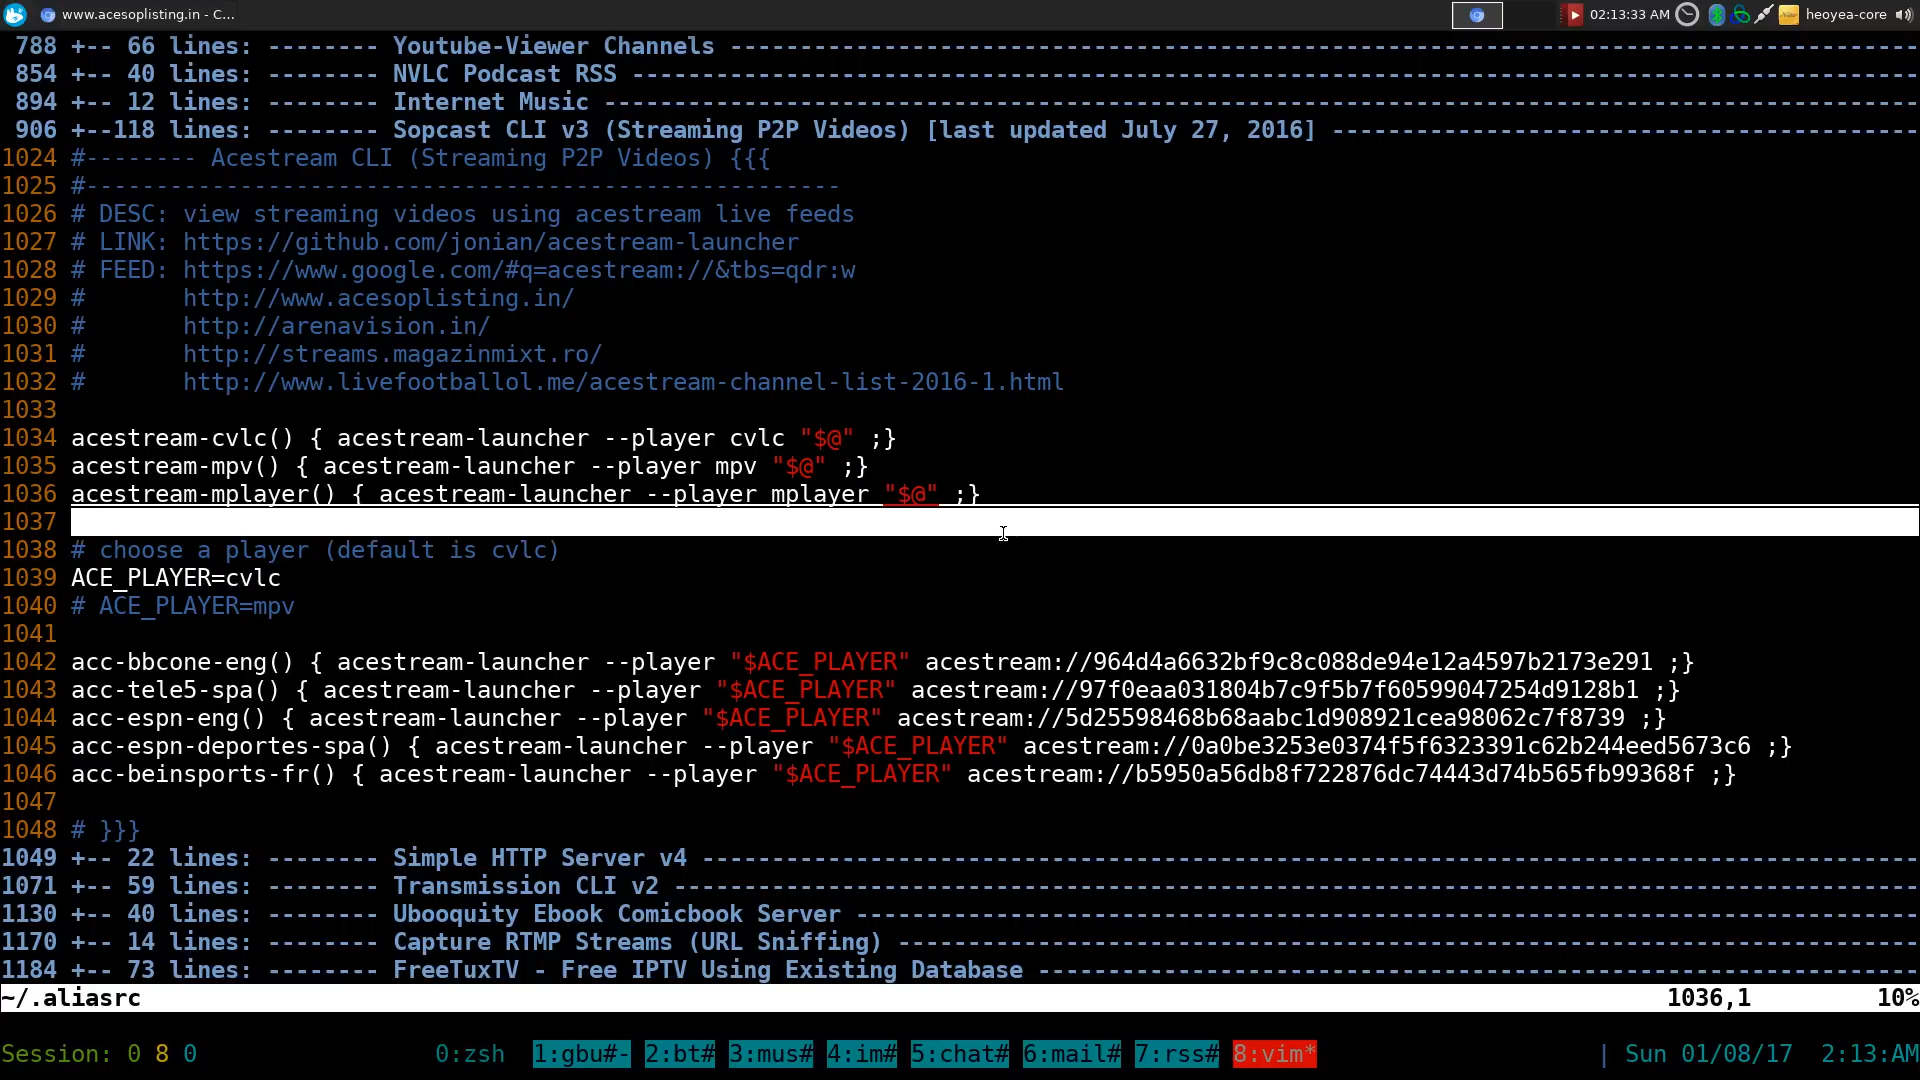 www.acesoplisting.in - C... 02:13:33 AM heoyea-core
788 +-- 66 lines: -------- Youtube-Viewer Channels -------------------------------------------------------------------------------------
854 +-- 40 lines: -------- NVLC Podcast RSS --------------------------------------------------------------------------------------------
894 +-- 12 lines: -------- Internet Music ----------------------------------------------------------------------------------------------
906 +--118 lines: -------- Sopcast CLI v3 (Streaming P2P Videos) [last updated July 27, 2016] ------------------------------------------
1024 #-------- Acestream CLI (Streaming P2P Videos) {{{
1025 #------------------------------------------------------
1026 # DESC: view streaming videos using acestream live feeds
1027 # LINK: https://github.com/jonian/acestream-launcher
1028 # FEED: https://www.google.com/#q=acestream://&tbs=qdr:w
1029 #       http://www.acesoplisting.in/
1030 #       http://arenavision.in/
1031 #       http://streams.magazinmixt.ro/
1032 #       http://www.livefootballol.me/acestream-channel-list-2016-1.html
1033
1034 acestream-cvlc() { acestream-launcher --player cvlc "$@" ;}
1035 acestream-mpv() { acestream-launcher --player mpv "$@" ;}
1036 acestream-mplayer() { acestream-launcher --player mplayer "$@" ;}
1037
1038 # choose a player (default is cvlc)
1039 ACE_PLAYER=cvlc
1040 # ACE_PLAYER=mpv
1041
1042 acc-bbcone-eng() { acestream-launcher --player "$ACE_PLAYER" acestream://964d4a6632bf9c8c088de94e12a4597b2173e291 ;}
1043 acc-tele5-spa() { acestream-launcher --player "$ACE_PLAYER" acestream://97f0eaa031804b7c9f5b7f60599047254d9128b1 ;}
1044 acc-espn-eng() { acestream-launcher --player "$ACE_PLAYER" acestream://5d25598468b68aabc1d908921cea98062c7f8739 ;}
1045 acc-espn-deportes-spa() { acestream-launcher --player "$ACE_PLAYER" acestream://0a0be3253e0374f5f6323391c62b244eed5673c6 ;}
1046 acc-beinsports-fr() { acestream-launcher --player "$ACE_PLAYER" acestream://b5950a56db8f722876dc74443d74b565fb99368f ;}
1047
1048 # }}}
1049 +-- 22 lines: -------- Simple HTTP Server v4 ---------------------------------------------------------------------------------------
1071 +-- 59 lines: -------- Transmission CLI v2 -----------------------------------------------------------------------------------------
1130 +-- 40 lines: -------- Ubooquity Ebook Comicbook Server ----------------------------------------------------------------------------
1170 +-- 14 lines: -------- Capture RTMP Streams (URL Sniffing) -------------------------------------------------------------------------
1184 +-- 73 lines: -------- FreeTuxTV - Free IPTV Using Existing Database ---------------------------------------------------------------
~/.aliasrc 1036,1 10%
Session: 0 8 0 0:zsh 1:gbu#- 2:bt# 3:mus# 4:im# 5:chat# 6:mail# 7:rss# 8:vim* | Sun 01/08/17 2:13:AM